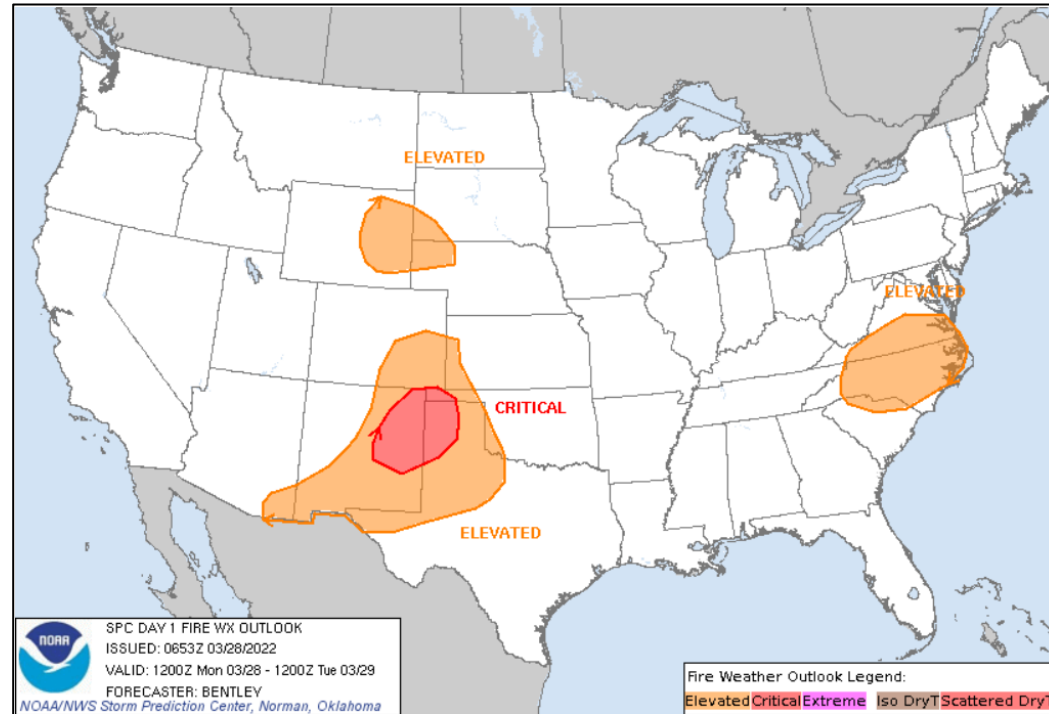 ELEVATED
ELEVATED
CRITICAL
ELEVATED
NOAA
SPC DAY 1 FIRE WX OUTLOOK
ISSUED: 0653Z 03/28/2022
VALID: 1200Z Mon 03/28 - 1200Z Tue 03/29
FORECASTER: BENTLEY
NOAA/NWS Storm Prediction Center, Norman, Oklahoma
Fire Weather Outlook Legend:
Elevated Critical Extreme Iso DryT Scattered DryT